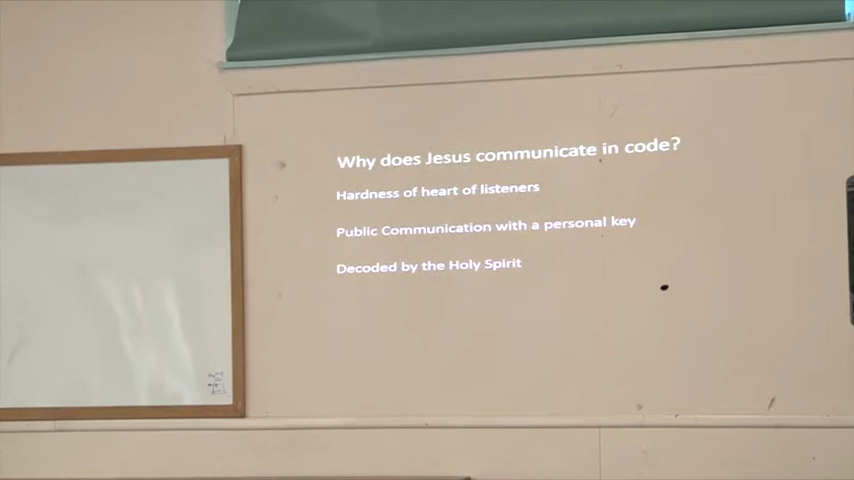 Why does Jesus communicate in code?
Hardness of heart of listeners
Public Communication with a personal key
Decoded by the Holy Spirit